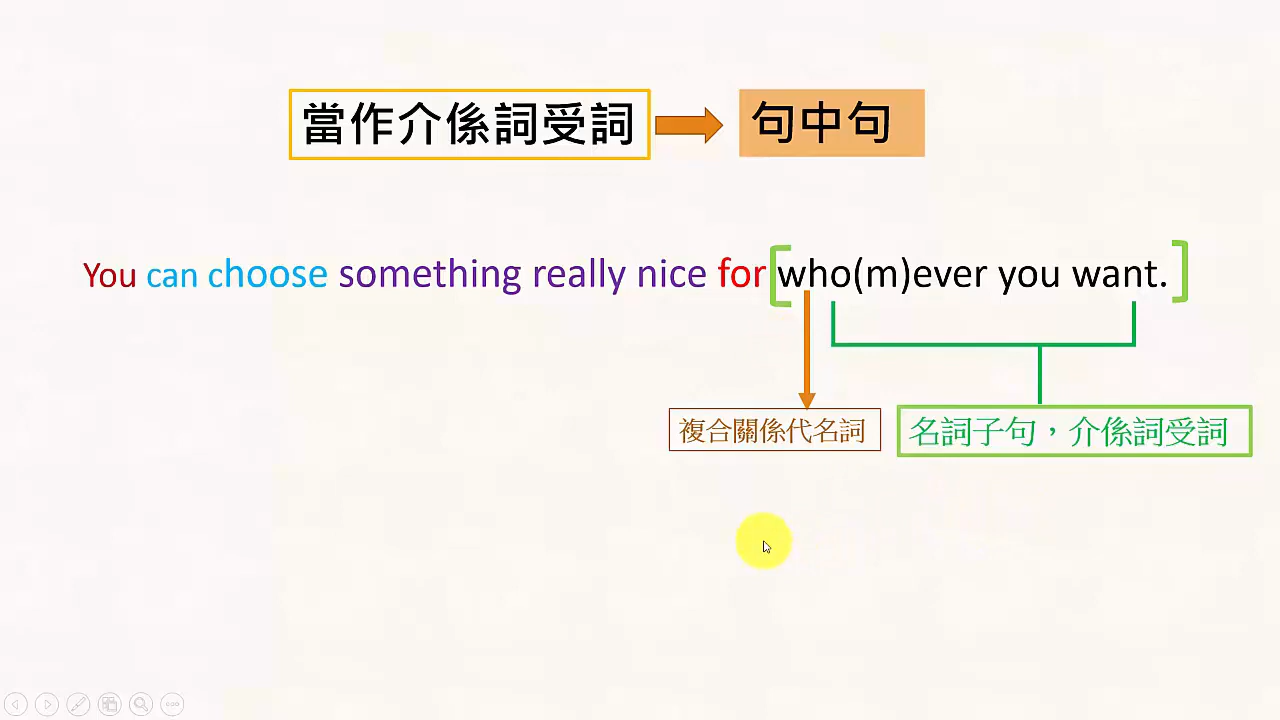 當作介係詞受詞
句中句
You can choose something really nice for who(m)ever you want.
複合關係代名詞
名詞子句，介係詞受詞